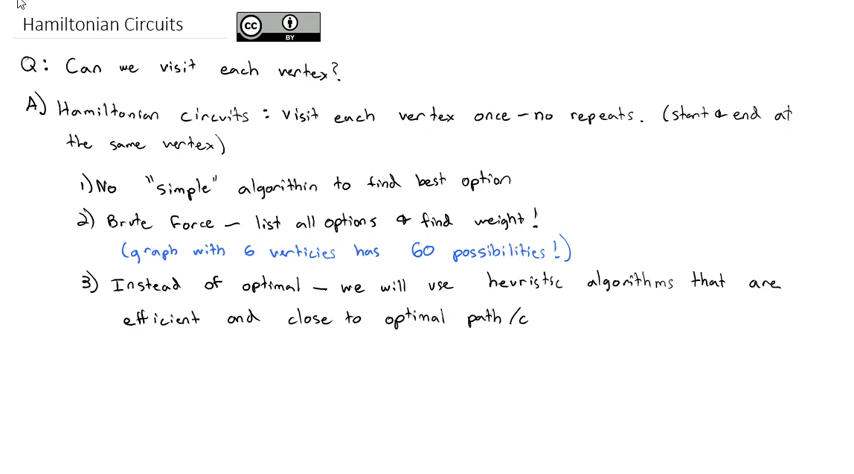 Hamiltonian Circuits
cc BY
Q: Can we visit each vertex?
A) Hamiltonian circuits: visit each vertex once - no repeats. (start & end at
the same vertex)
1) No "simple" algorithin to find best option
2) Brute Force - list all options & find weight!
(graph with 6 verticies has 60 possibilities!)
3) Instead of optimal - we will use heuristic algorithms that are
efficient and close to optimal path/c